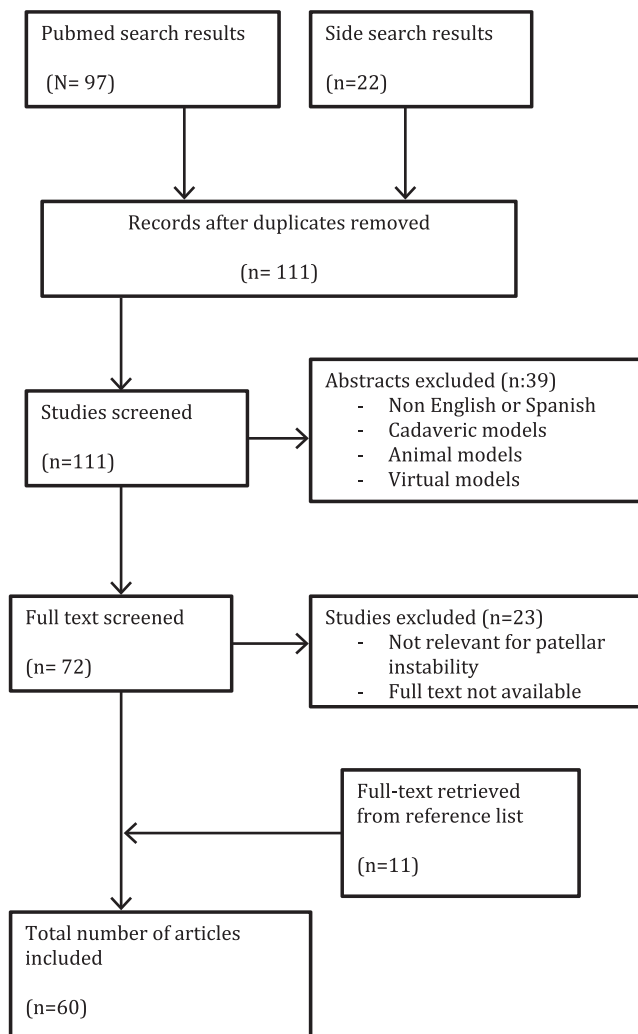 Pubmed search results
(N= 97)
Side search results
(n=22)
Records after duplicates removed
(n= 111)
Studies screened
(n=111)
Abstracts excluded (n:39)
- Non English or Spanish
- Cadaveric models
- Animal models
- Virtual models
Full text screened
(n= 72)
Studies excluded (n=23)
- Not relevant for patellar
instability
- Full text not available
Full-text retrieved
from reference list
(n=11)
Total number of articles
included
(n=60)